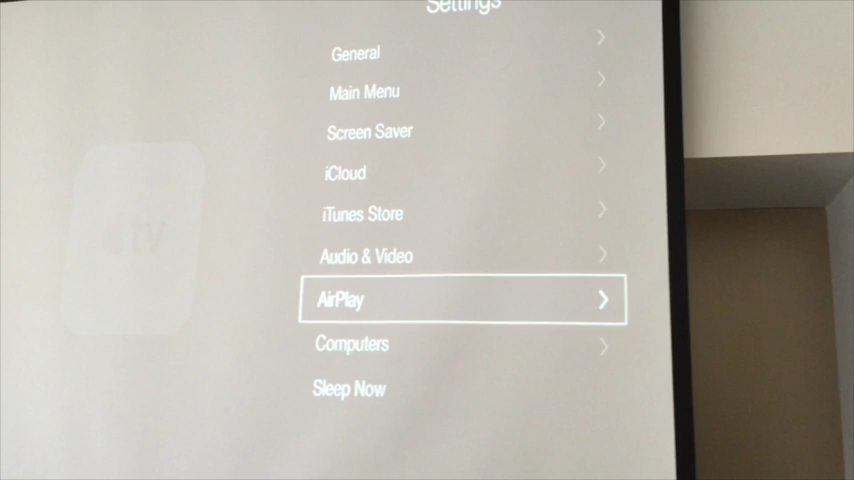 Settings
General
Main Menu
Screen Saver
iCloud
iTunes Store
Audio & Video
AirPlay
Computers
Sleep Now
tv